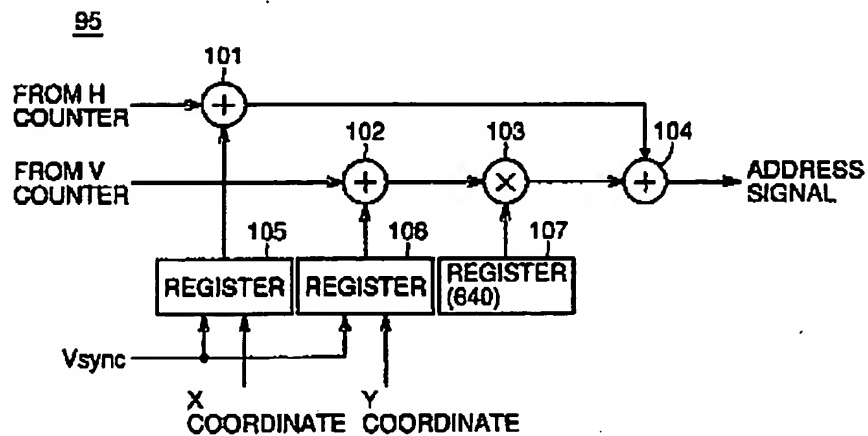 95
101
FROM H
COUNTER
102
103
104
FROM V
COUNTER
ADDRESS
SIGNAL
105
106
107
REGISTER
REGISTER
REGISTER
(640)
Vsync
X
COORDINATE
Y
COORDINATE